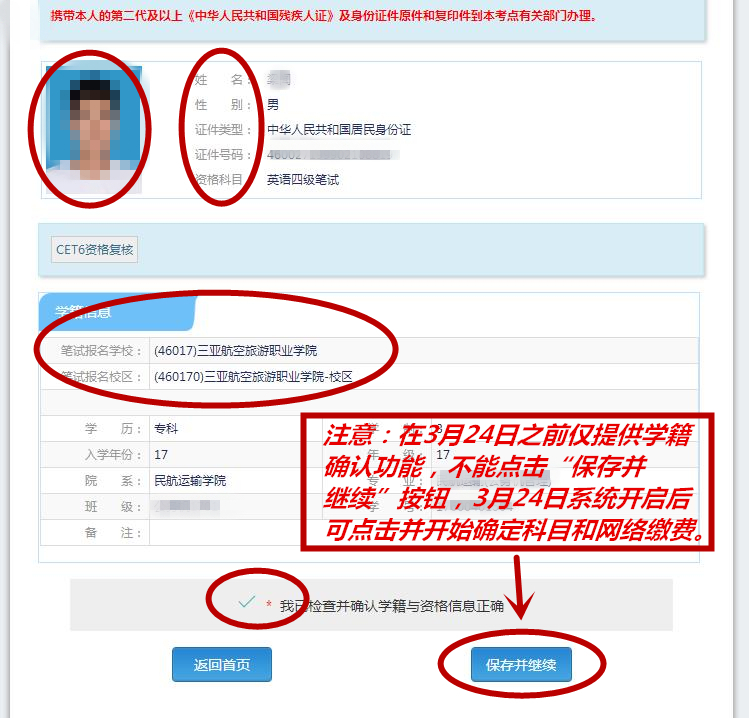 携带本人的第二代及以上《中华人民共和国残疾人证》及身份证件原件和复印件到本考点有关部门办理。
姓 名：
性 别： 男
证件类型： 中华人民共和国居民身份证
证件号码：
资格科目： 英语四级笔试
CET6资格复核
学籍信息
笔试报名学校： (46017)三亚航空旅游职业学院
笔试报名校区： (460170)三亚航空旅游职业学院-校区
学 历： 专科 学 3
入学年份： 17 年 级： 17
院 系： 民航运输学院 专 业：
班 级： 学
备 注：
注意：在3月24日之前仅提供学籍
确认功能，不能点击“保存并
继续”按钮，3月24日系统开启后
可点击并开始确定科目和网络缴费。
* 我已检查并确认学籍与资格信息正确
返回首页 保存并继续